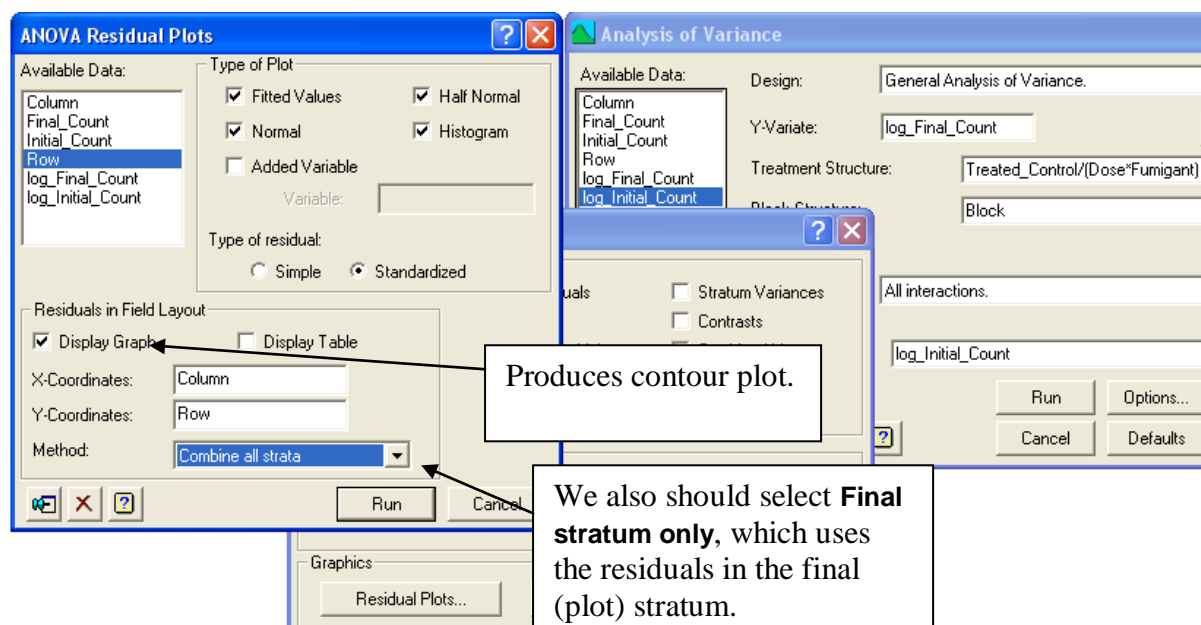 ANOVA Residual Plots
Available Data:
Column
Final_Count
Initial_Count
Row
log_Final_Count
log_Initial_Count
Type of Plot
Fitted Values
Half Normal
Normal
Histogram
Added Variable
Variable:
Type of residual:
Simple
Standardized
Residuals in Field Layout
Display Graph
Display Table
X-Coordinates:
Column
Y-Coordinates:
Row
Method:
Combine all strata
Run
Cancel
Analysis of Variance
Available Data:
Column
Final_Count
Initial_Count
Row
log_Final_Count
log_Initial_Count
Design:
General Analysis of Variance.
Y-Variate:
log_Final_Count
Treatment Structure:
Treated_Control/(Dose*Fumigant)
Block Structure:
Block
All interactions.
log_Initial_Count
Run
Options...
Cancel
Defaults
uals
Stratum Variances
Contrasts
Produces contour plot.
We also should select Final
stratum only, which uses
the residuals in the final
(plot) stratum.
Graphics
Residual Plots...